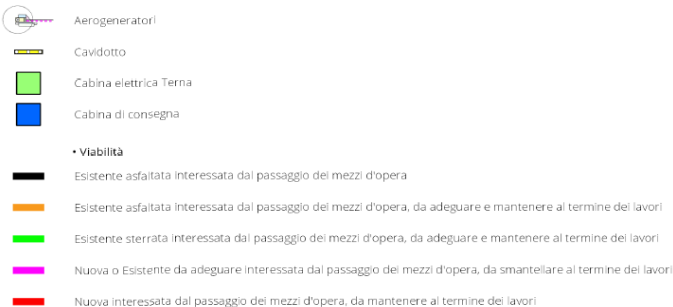 Aerogeneratori
Cavidotto
Cabina elettrica Terna
Cabina di consegna
• Viabilità
Esistente asfaltata interessata dal passaggio dei mezzi d'opera
Esistente asfaltata interessata dal passaggio dei mezzi d'opera, da adeguare e mantenere al termine dei lavori
Esistente sterrata interessata dal passaggio dei mezzi d'opera, da adeguare e mantenere al termine dei lavori
Nuova o Esistente da adeguare interessata dal passaggio dei mezzi d'opera, da smantellare al termine dei lavori
Nuova interessata dal passaggio dei mezzi d'opera, da mantenere al termine dei lavori